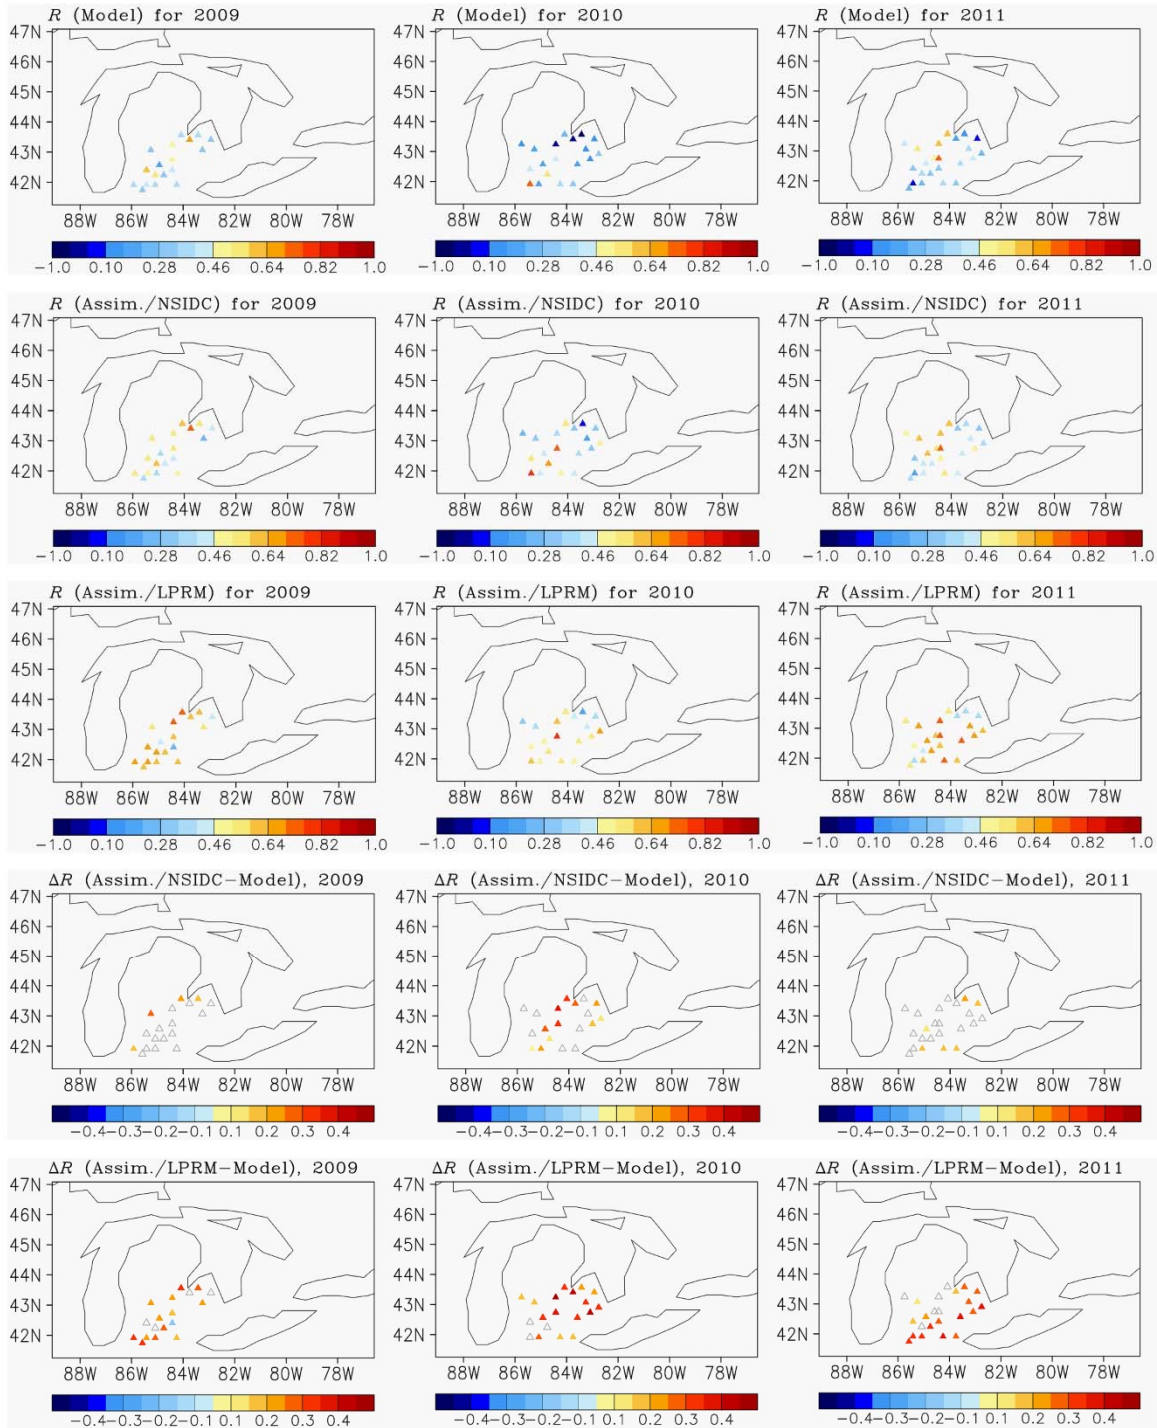 R (Model) for 2009 R (Model) for 2010 R (Model) for 2011
47N 47N 47N
46N 46N 46N
45N 45N 45N
44N 44N 44N
43N 43N 43N
42N 42N 42N
88W 86W 84W 82W 80W 78W 88W 86W 84W 82W 80W 78W 88W 86W 84W 82W 80W 78W
−1.0 0.10 0.28 0.46 0.64 0.82 1.0 −1.0 0.10 0.28 0.46 0.64 0.82 1.0 −1.0 0.10 0.28 0.46 0.64 0.82 1.0
R (Assim./NSIDC) for 2009 R (Assim./NSIDC) for 2010 R (Assim./NSIDC) for 2011
47N 47N 47N
46N 46N 46N
45N 45N 45N
44N 44N 44N
43N 43N 43N
42N 42N 42N
88W 86W 84W 82W 80W 78W 88W 86W 84W 82W 80W 78W 88W 86W 84W 82W 80W 78W
−1.0 0.10 0.28 0.46 0.64 0.82 1.0 −1.0 0.10 0.28 0.46 0.64 0.82 1.0 −1.0 0.10 0.28 0.46 0.64 0.82 1.0
R (Assim./LPRM) for 2009 R (Assim./LPRM) for 2010 R (Assim./LPRM) for 2011
47N 47N 47N
46N 46N 46N
45N 45N 45N
44N 44N 44N
43N 43N 43N
42N 42N 42N
88W 86W 84W 82W 80W 78W 88W 86W 84W 82W 80W 78W 88W 86W 84W 82W 80W 78W
−1.0 0.10 0.28 0.46 0.64 0.82 1.0 −1.0 0.10 0.28 0.46 0.64 0.82 1.0 −1.0 0.10 0.28 0.46 0.64 0.82 1.0
ΔR (Assim./NSIDC−Model), 2009 ΔR (Assim./NSIDC−Model), 2010 ΔR (Assim./NSIDC−Model), 2011
47N 47N 47N
46N 46N 46N
45N 45N 45N
44N 44N 44N
43N 43N 43N
42N 42N 42N
88W 86W 84W 82W 80W 78W 88W 86W 84W 82W 80W 78W 88W 86W 84W 82W 80W 78W
−0.4−0.3−0.2−0.1 0.1 0.2 0.3 0.4 −0.4−0.3−0.2−0.1 0.1 0.2 0.3 0.4 −0.4−0.3−0.2−0.1 0.1 0.2 0.3 0.4
ΔR (Assim./LPRM−Model), 2009 ΔR (Assim./LPRM−Model), 2010 ΔR (Assim./LPRM−Model), 2011
47N 47N 47N
46N 46N 46N
45N 45N 45N
44N 44N 44N
43N 43N 43N
42N 42N 42N
88W 86W 84W 82W 80W 78W 88W 86W 84W 82W 80W 78W 88W 86W 84W 82W 80W 78W
−0.4−0.3−0.2−0.1 0.1 0.2 0.3 0.4 −0.4−0.3−0.2−0.1 0.1 0.2 0.3 0.4 −0.4−0.3−0.2−0.1 0.1 0.2 0.3 0.4